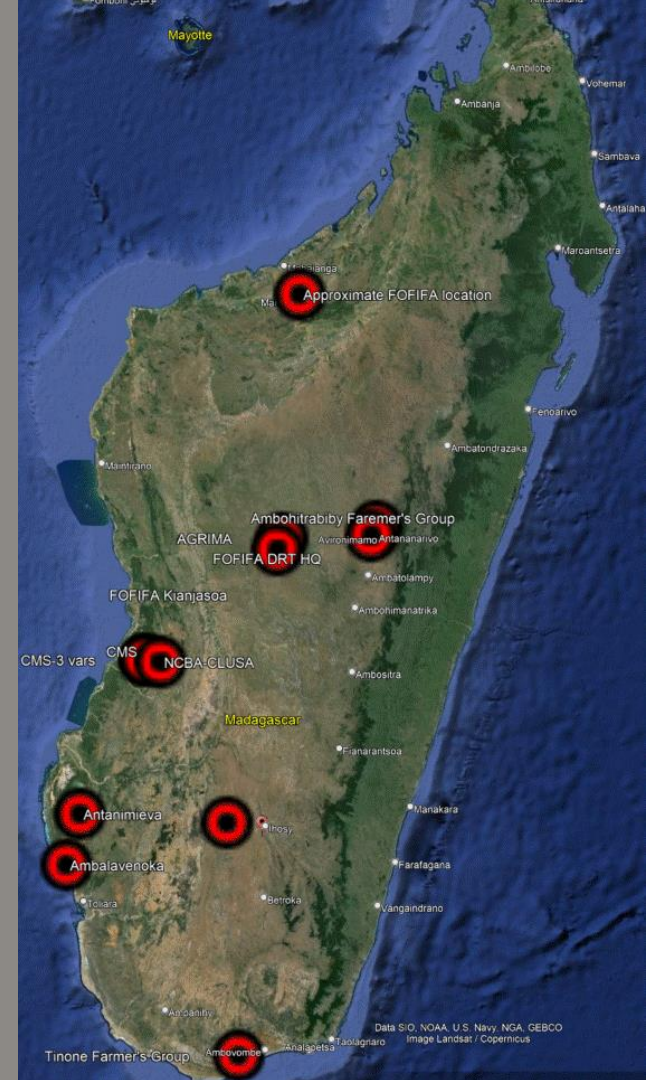 Mayotte
Ambilobe
Vohemar
Ambanja
Sambava
Antalaha
Maroantsetra
Approximate FOFIFA location
Fenoarivo
Ambatondrazaka
Maintirano
Ambohitrabiby Faremer's Group
AGRIMA
Avironimamo Antananarivo
FOFIFA DRT HQ
Ambatolampy
FOFIFA Kianjasoa
Ambohimanatrika
CMS
CMS-3 vars
NCBA-CLUSA
Ambositra
Madagascar
Fianarantsoa
Manakara
Antanimieva
Ihosy
Farafagana
Ambalavenoka
Betroka
Toliara
Vangaindrano
Ampanihy
Data SIO, NOAA, U.S. Navy, NGA, GEBCO
Image Landsat / Copernicus
Taolagnaro
Analapetsa
Ambovombe
Tinone Farmer's Group